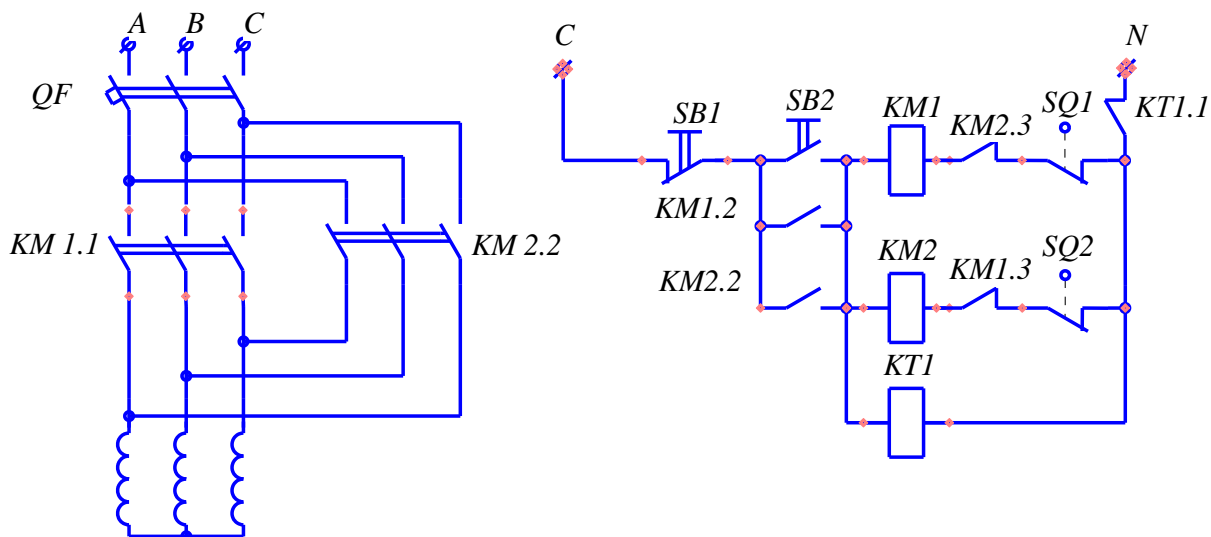 A B C
QF
KM 1.1
KM 2.2
C
N
SB1
SB2
KM1
KM2.3
SQ1
KT1.1
KM1.2
KM2.2
KM2
KM1.3
SQ2
KT1